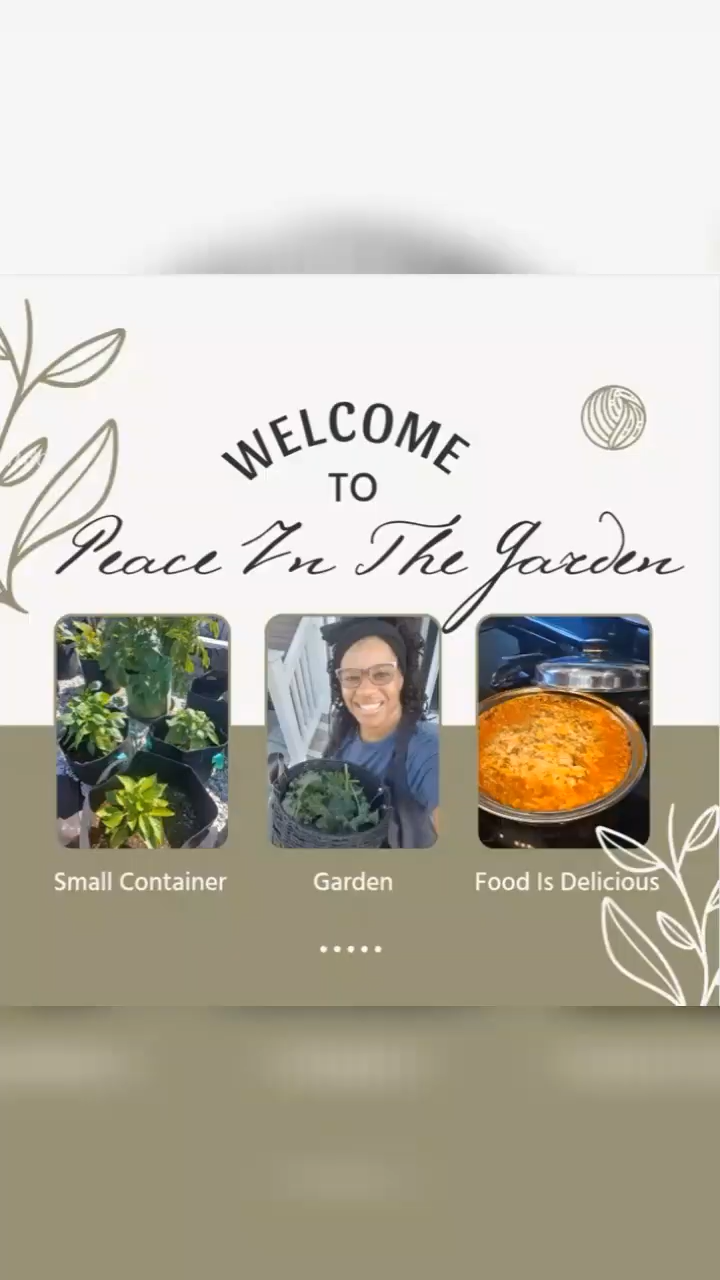 WELCOME
TO
Peace In The Garden
Small Container
Garden
Food Is Delicious